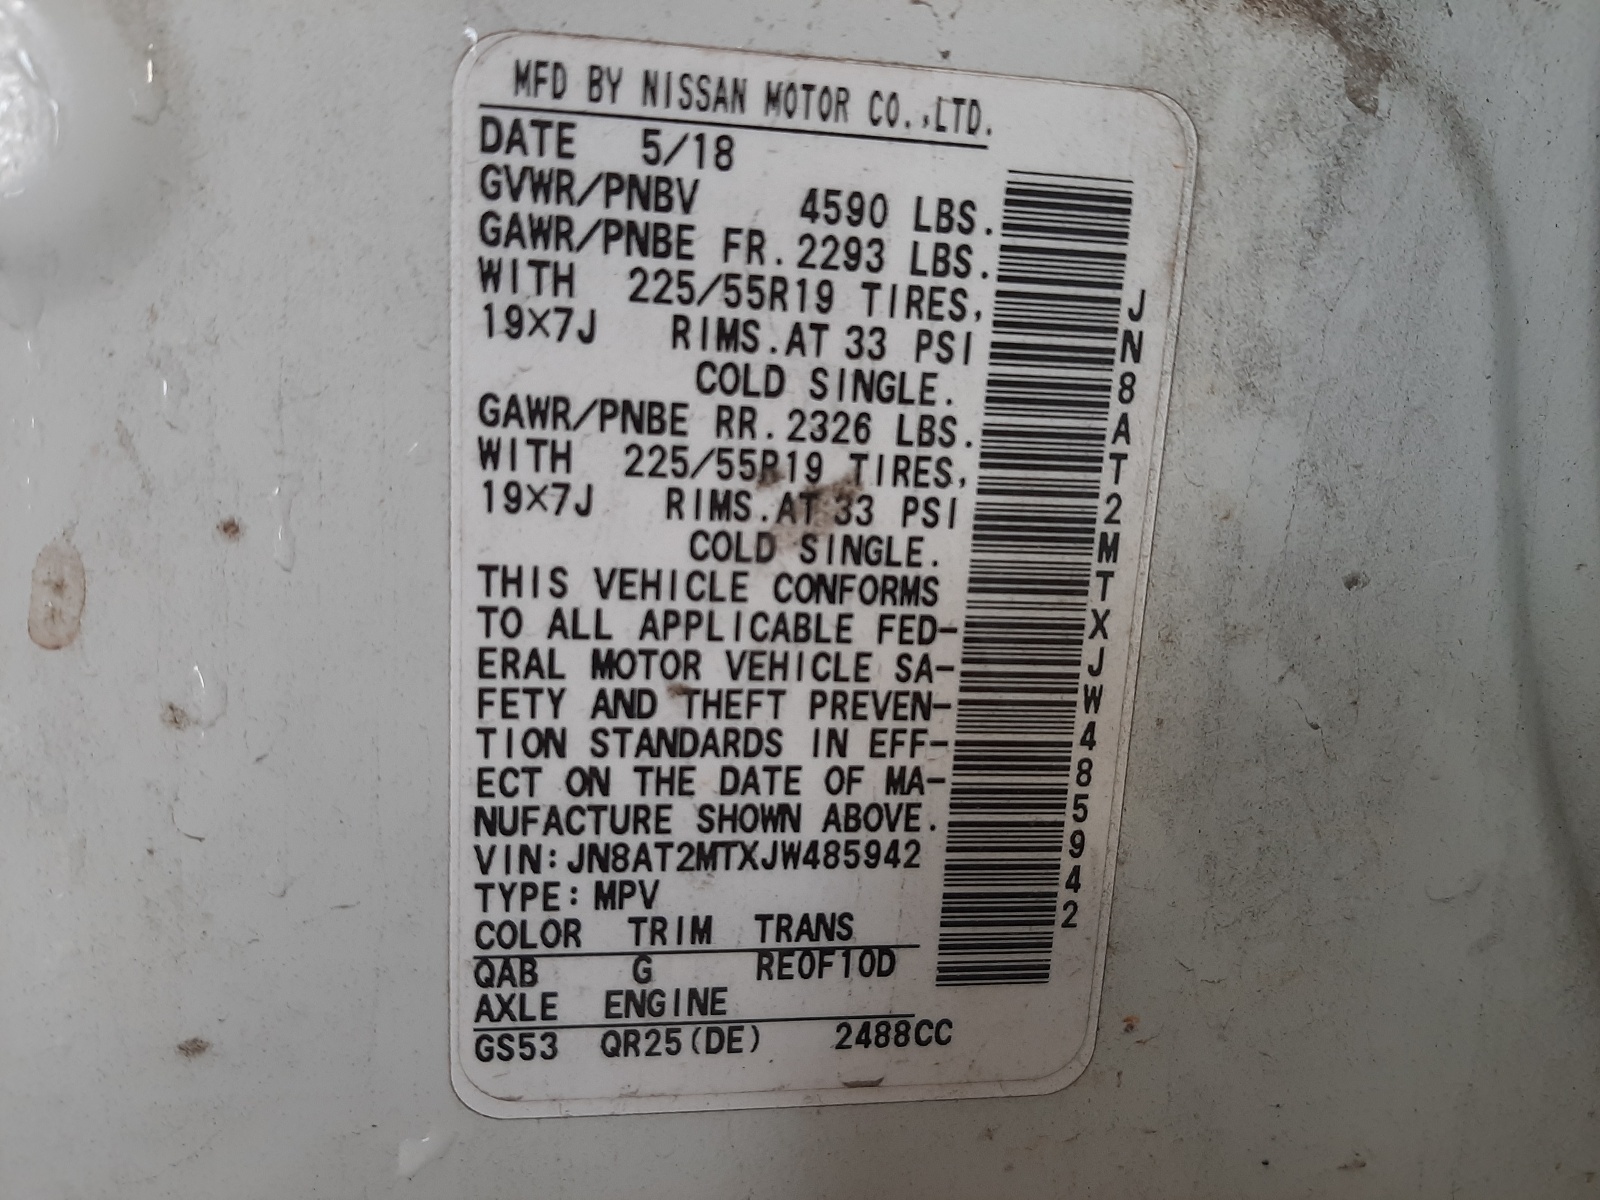 MFD BY NISSAN MOTOR CO.,LTD.
DATE 5/18
GVWR/PNBV 4590 LBS.
GAWR/PNBE FR.2293 LBS.
WITH 225/55R19 TIRES,
19×7J RIMS.AT 33 PSI
COLD SINGLE.
GAWR/PNBE RR.2326 LBS.
WITH 225/55R19 TIRES,
19×7J RIMS.AT 33 PSI
COLD SINGLE.
THIS VEHICLE CONFORMS
TO ALL APPLICABLE FED-
ERAL MOTOR VEHICLE SA-
FETY AND THEFT PREVEN-
TION STANDARDS IN EFF-
ECT ON THE DATE OF MA-
NUFACTURE SHOWN ABOVE.
VIN:JN8AT2MTXJW485942
TYPE:MPV
COLOR TRIM TRANS
QAB G RE0F10D
AXLE ENGINE
GS53 QR25(DE) 2488CC
JN8AT2MTXJW485942